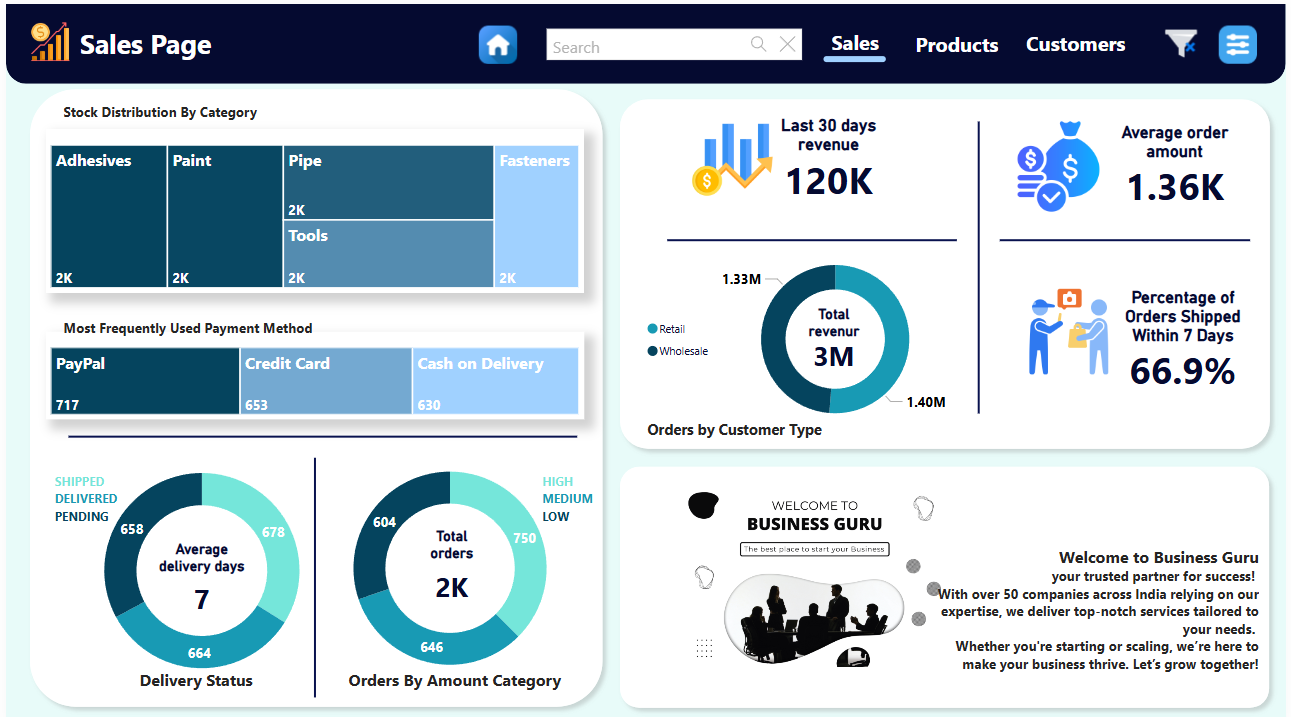 Sales Page
Search
Sales
Products
Customers
Stock Distribution By Category
Adhesives
2K
Paint
2K
Pipe
2K
Tools
2K
Fasteners
2K
Most Frequently Used Payment Method
PayPal
717
Credit Card
653
Cash on Delivery
630
SHIPPED
DELIVERED
PENDING
658
678
664
Average
delivery days
7
Delivery Status
HIGH
MEDIUM
LOW
604
750
646
Total
orders
2K
Orders By Amount Category
Last 30 days
revenue
120K
Average order
amount
1.36K
1.33M
Retail
Wholesale
Total
revenur
3M
1.40M
Orders by Customer Type
Percentage of
Orders Shipped
Within 7 Days
66.9%
WELCOME TO
BUSINESS GURU
The best place to start your Business
Welcome to Business Guru
your trusted partner for success!
With over 50 companies across India relying on our
expertise, we deliver top-notch services tailored to
your needs.
Whether you're starting or scaling, we're here to
make your business thrive. Let's grow together!